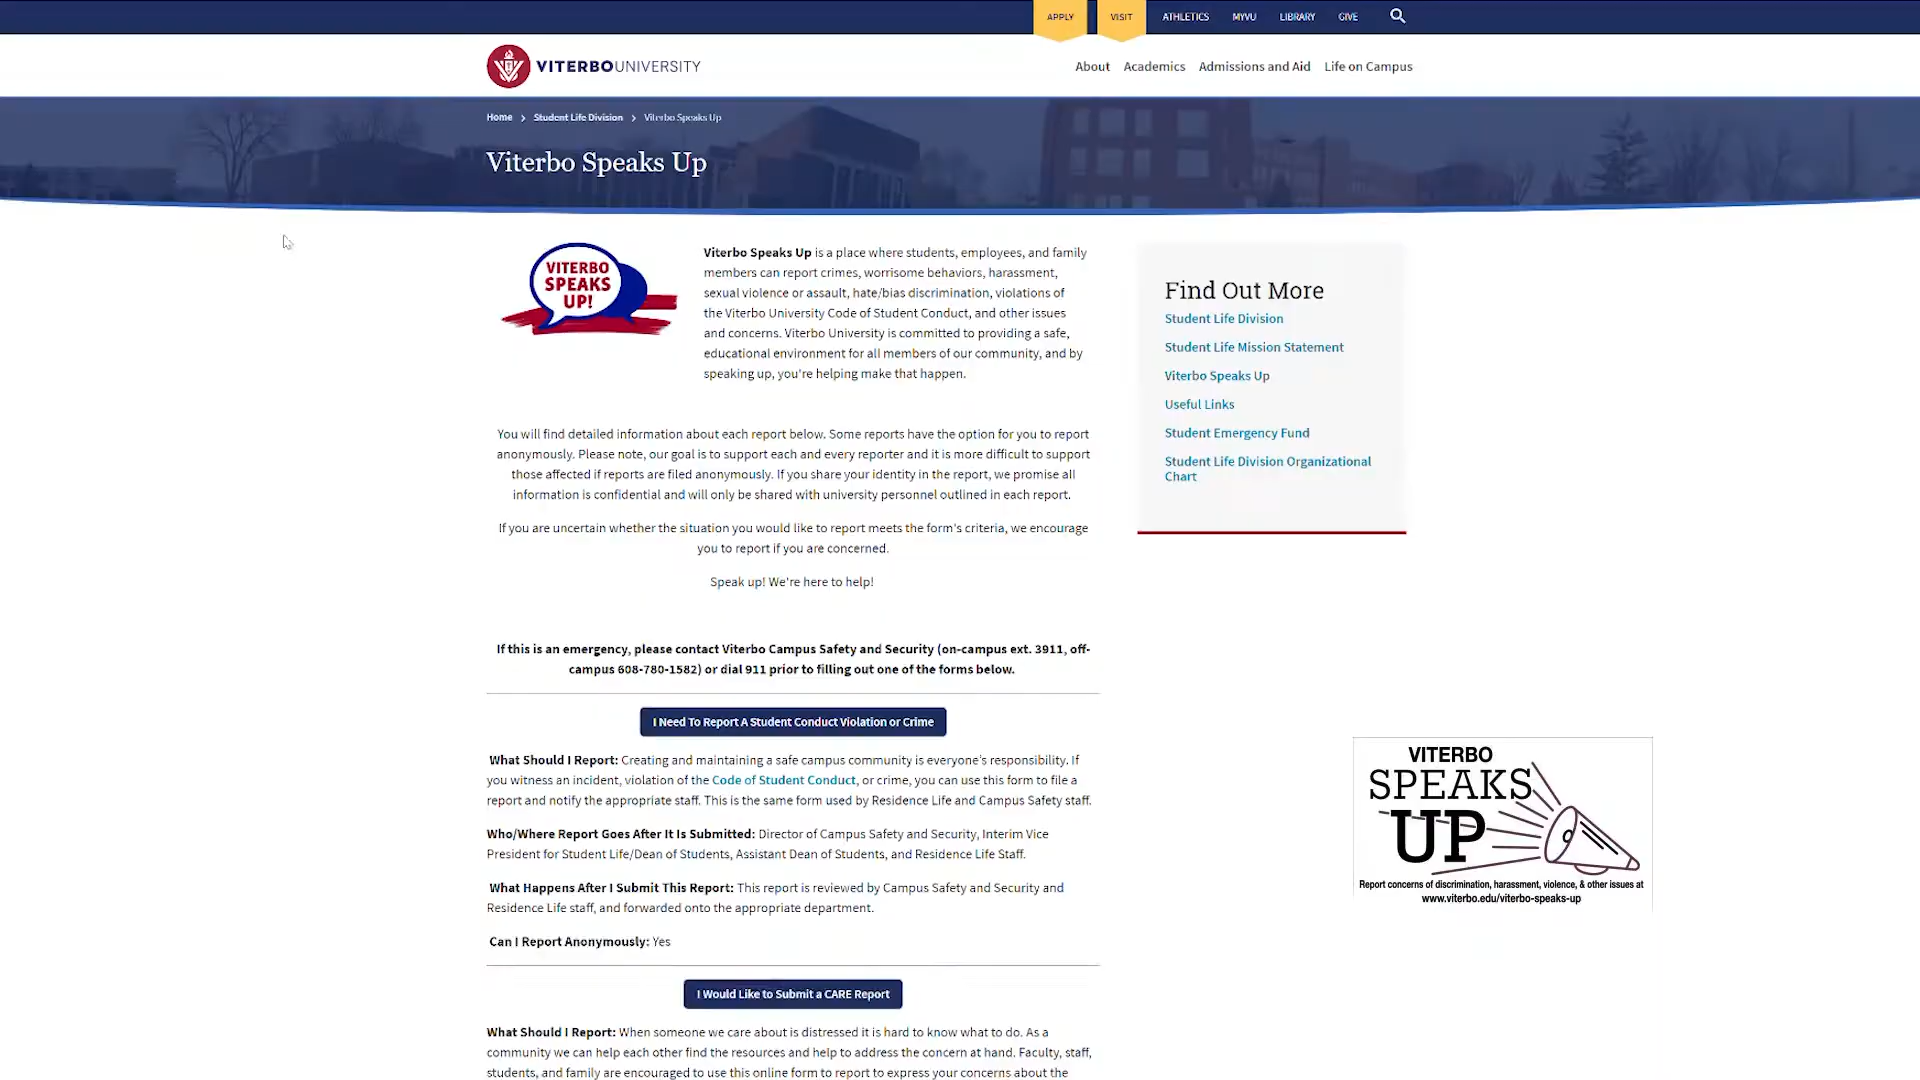 APPLY VISIT ATHLETICS MYVU LIBRARY GIVE
VITERBOUNIVERSITY
About Academics Admissions and Aid Life on Campus
Home > Student Life Division > Viterbo Speaks Up
Viterbo Speaks Up
VITERBO
SPEAKS
UP!
Viterbo Speaks Up is a place where students, employees, and family
members can report crimes, worrisome behaviors, harassment,
sexual violence or assault, hate/bias discrimination, violations of
the Viterbo University Code of Student Conduct, and other issues
and concerns. Viterbo University is committed to providing a safe,
educational environment for all members of our community, and by
speaking up, you're helping make that happen.
You will find detailed information about each report below. Some reports have the option for you to report
anonymously. Please note, our goal is to support each and every reporter and it is more difficult to support
those affected if reports are filed anonymously. If you share your identity in the report, we promise all
information is confidential and will only be shared with university personnel outlined in each report.
If you are uncertain whether the situation you would like to report meets the form's criteria, we encourage
you to report if you are concerned.
Speak up! We're here to help!
If this is an emergency, please contact Viterbo Campus Safety and Security (on-campus ext. 3911, off-
campus 608-780-1582) or dial 911 prior to filling out one of the forms below.
I Need To Report A Student Conduct Violation or Crime
What Should I Report: Creating and maintaining a safe campus community is everyone's responsibility. If
you witness an incident, violation of the Code of Student Conduct, or crime, you can use this form to file a
report and notify the appropriate staff. This is the same form used by Residence Life and Campus Safety staff.
Who/Where Report Goes After It Is Submitted: Director of Campus Safety and Security, Interim Vice
President for Student Life/Dean of Students, Assistant Dean of Students, and Residence Life Staff.
What Happens After I Submit This Report: This report is reviewed by Campus Safety and Security and
Residence Life staff, and forwarded onto the appropriate department.
Can I Report Anonymously: Yes
I Would Like to Submit a CARE Report
What Should I Report: When someone we care about is distressed it is hard to know what to do. As a
community we can help each other find the resources and help to address the concern at hand. Faculty, staff,
students, and family are encouraged to use this online form to report to express your concerns about the
Find Out More
Student Life Division
Student Life Mission Statement
Viterbo Speaks Up
Useful Links
Student Emergency Fund
Student Life Division Organizational
Chart
VITERBO
SPEAKS
UP
Report concerns of discrimination, harassment, violence, & other issues at
www.viterbo.edu/viterbo-speaks-up